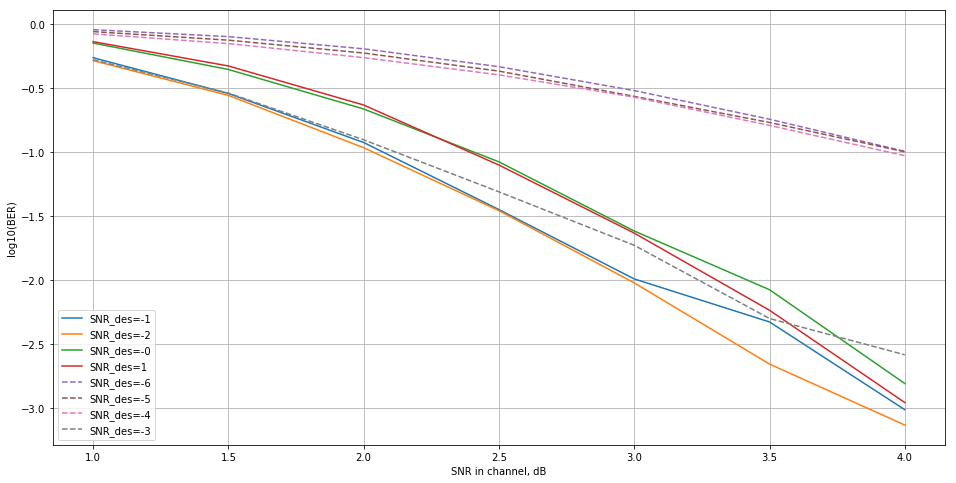 0.0
−0.5
−1.0
−1.5
−2.0
−2.5
−3.0
log10(BER)
SNR_des=-1
SNR_des=-2
SNR_des=-0
SNR_des=1
SNR_des=-6
SNR_des=-5
SNR_des=-4
SNR_des=-3
1.0 1.5 2.0 2.5 3.0 3.5 4.0
SNR in channel, dB